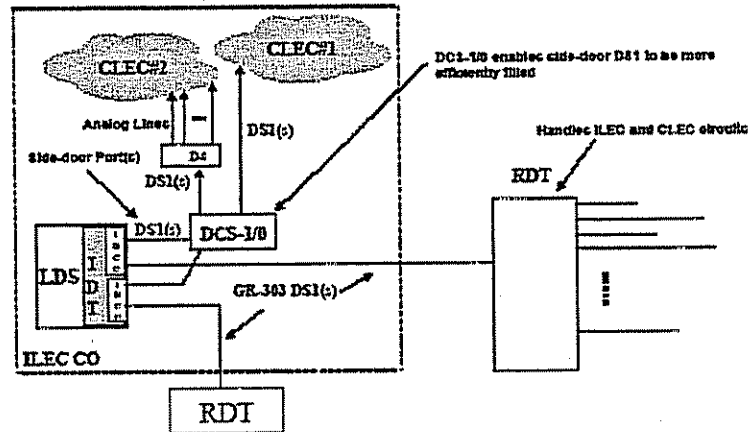 CLEC#2
CLEC#1
DCS-1/0 enables side-door DS1 to be more
efficiently filled
Analog Lines
DS1(s)
Handles ILEC and CLEC circuits
Side-door Port(s)
D4
RDT
DS1(s)
DS1(s)
DCS-1/0
LDS
I
D
T
GR-303 DS1(s)
ILEC CO
RDT